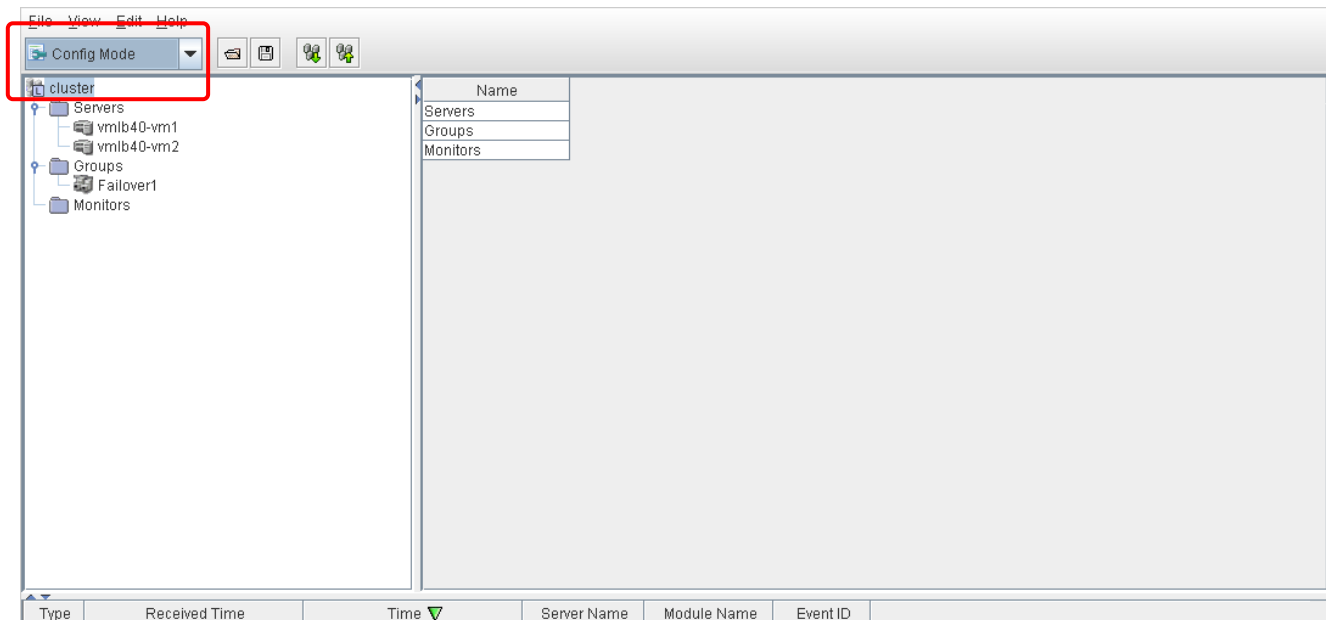 File View Edit Help
Config Mode
cluster
Servers
vmlb40-vm1
vmlb40-vm2
Groups
Failover1
Monitors
Name
Servers
Groups
Monitors
Type Received Time Time Server Name Module Name Event ID